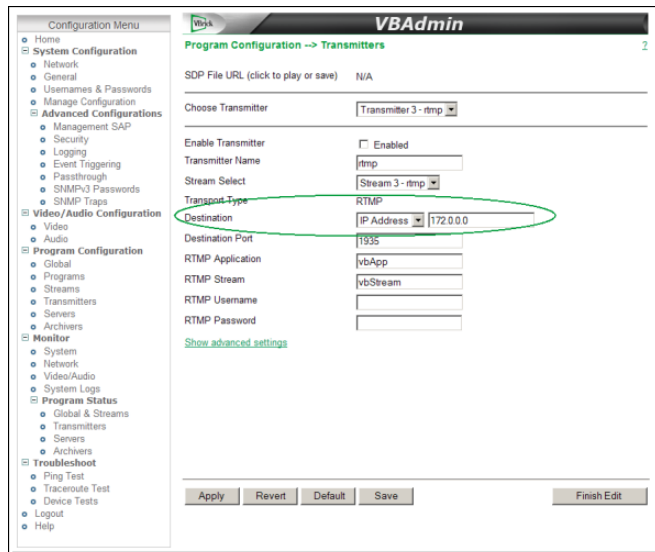 Configuration Menu
Home
System Configuration
Network
General
Usernames & Passwords
Manage Configuration
Advanced Configurations
Management SAP
Security
Logging
Event Triggering
Passthrough
SNMPv3 Passwords
SNMP Traps
Video/Audio Configuration
Video
Audio
Program Configuration
Global
Programs
Streams
Transmitters
Servers
Archivers
Monitor
System
Network
Video/Audio
System Logs
Program Status
Global & Streams
Transmitters
Servers
Archivers
Troubleshoot
Ping Test
Traceroute Test
Device Tests
Logout
Help
VBrick
VBAdmin
Program Configuration --> Transmitters ?
SDP File URL (click to play or save) N/A
Choose Transmitter Transmitter 3 - rtmp
Enable Transmitter Enabled
Transmitter Name rtmp
Stream Select Stream 3 - rtmp
Transport Type RTMP
Destination IP Address 172.0.0.0
Destination Port 1935
RTMP Application vbApp
RTMP Stream vbStream
RTMP Username
RTMP Password
Show advanced settings
Apply Revert Default Save Finish Edit